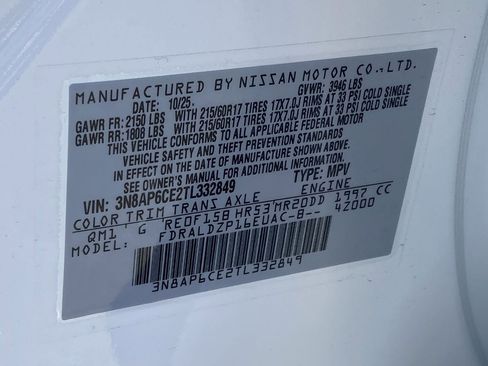 MANUFACTURED BY NISSAN MOTOR CO.,LTD.
DATE: 10/25 GVWR: 3946 LBS
GAWR FR: 2150 LBS WITH 215/60R17 TIRES 17X7.0J RIMS AT 33 PSI COLD SINGLE
GAWR RR: 1808 LBS WITH 215/60R17 TIRES 17X7.0J RIMS AT 33 PSI COLD SINGLE
THIS VEHICLE CONFORMS TO ALL APPLICABLE FEDERAL MOTOR
VEHICLE SAFETY AND THEFT PREVENTION STANDARDS
IN EFFECT ON THE DATE OF MANUFACTURE SHOWN ABOVE.
SEE OWNER'S MANUAL FOR ADDITIONAL INFORMATION
VIN: 3N8AP6CE2TL332849 TYPE: MPV
COLOR TRIM TRANS AXLE ENGINE
QM1 G RE0F15B HR53 MR20DD 1997 CC
MODEL: FDRALDZP16EUAC-B-- 4Z000
3N8AP6CE2TL332849